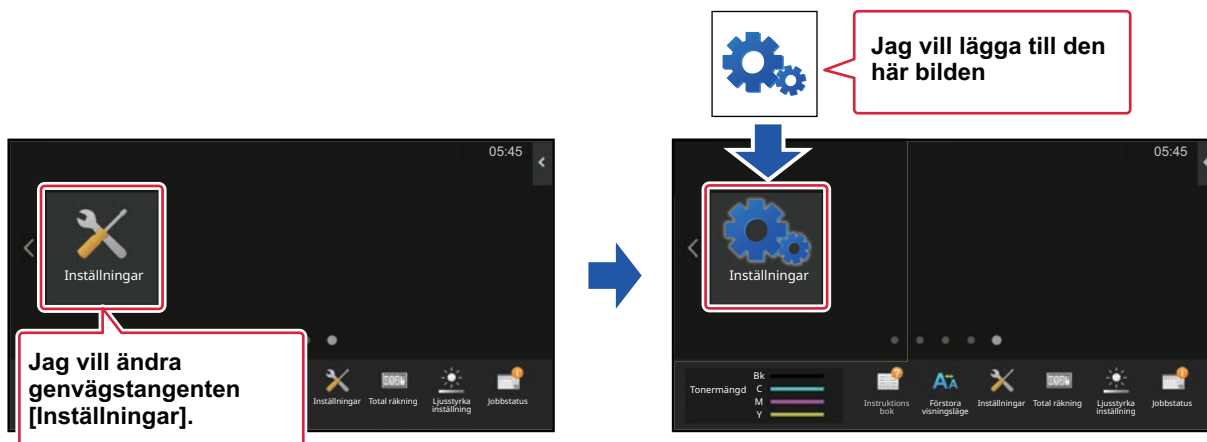 Jag vill lägga till den
här bilden
05:45
Inställningar
Jag vill ändra
genvägstangenten
[Inställningar].
Inställningar
Total räkning
Ljusstyrka
inställning
Jobbstatus
05:45
Inställningar
Tonermängd
Bk
C
M
Y
Instruktions
bok
Förstora
visningsläge
Inställningar
Total räkning
Ljusstyrka
inställning
Jobbstatus